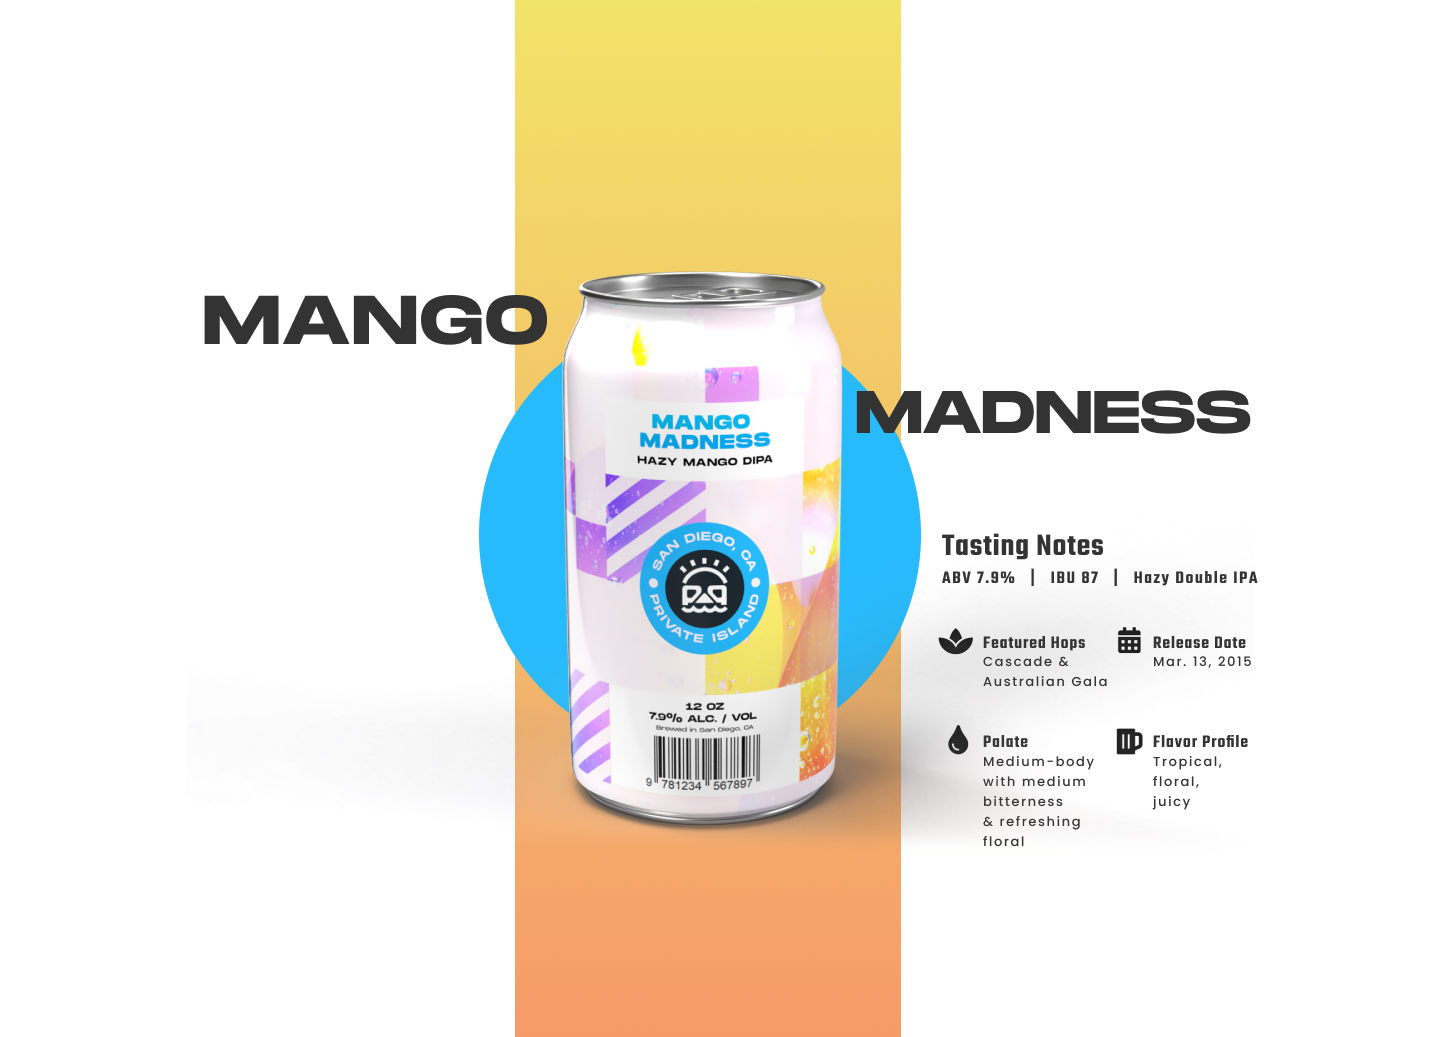 MANGO
MADNESS
MANGO
MADNESS
HAZY MANGO DIPA
SAN DIEGO, CA
PRIVATE ISLAND
12 OZ
7.9% ALC. / VOL
Brewed in San Diego, CA
9 781234 567897
Tasting Notes
ABV 7.9% | IBU 87 | Hazy Double IPA
Featured Hops
Cascade &
Australian Gala
Release Date
Mar. 13, 2015
Palate
Medium-body
with medium
bitterness
& refreshing
floral
Flavor Profile
Tropical,
floral,
juicy